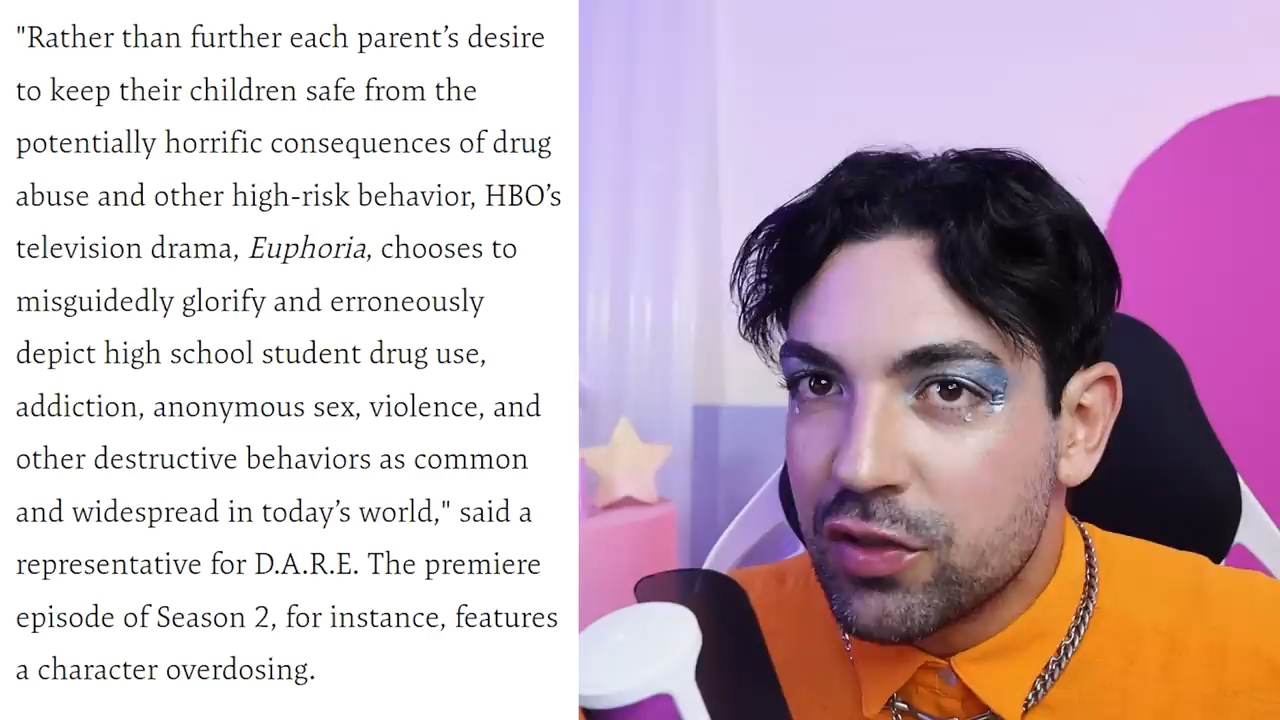 "Rather than further each parent’s desire
to keep their children safe from the
potentially horrific consequences of drug
abuse and other high-risk behavior, HBO’s
television drama, Euphoria, chooses to
misguidedly glorify and erroneously
depict high school student drug use,
addiction, anonymous sex, violence, and
other destructive behaviors as common
and widespread in today’s world," said a
representative for D.A.R.E. The premiere
episode of Season 2, for instance, features
a character overdosing.